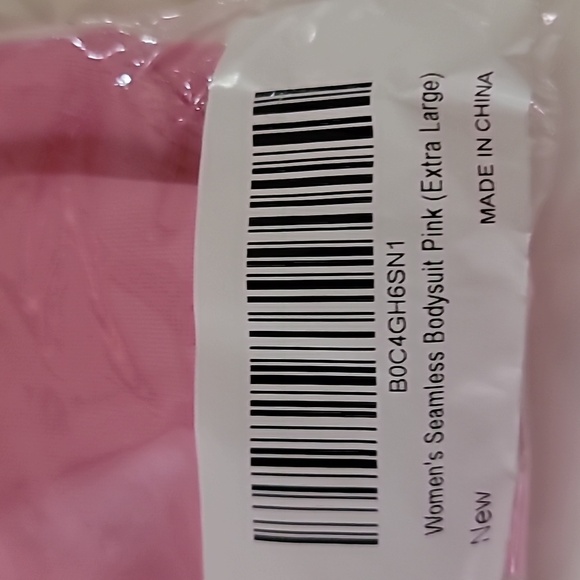 B0C4GH6SN1
Women's Seamless Bodysuit Pink (Extra Large)
New MADE IN CHINA